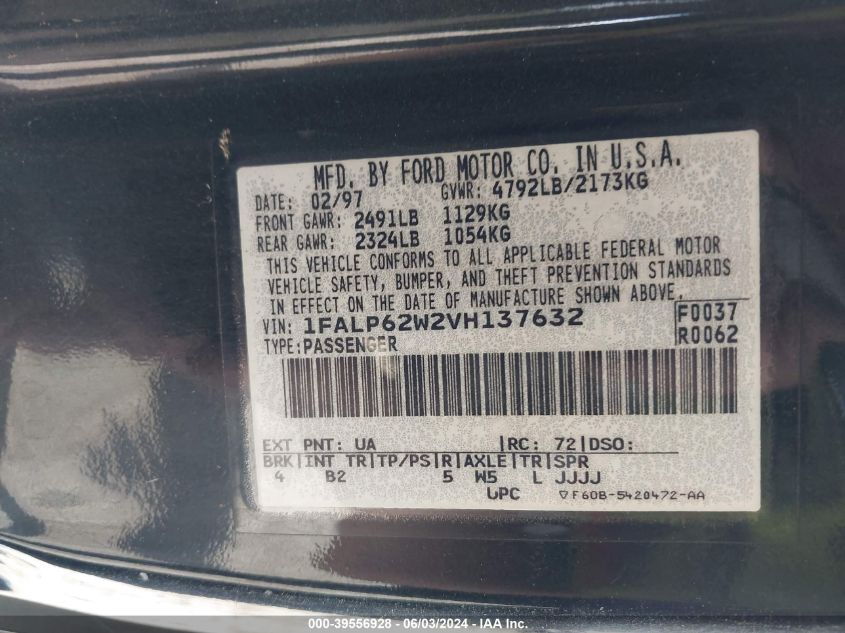 MFD. BY FORD MOTOR CO. IN U.S.A.
DATE: 02/97 GVWR: 4792LB/2173KG
FRONT GAWR: 2491LB 1129KG
REAR GAWR: 2324LB 1054KG
THIS VEHICLE CONFORMS TO ALL APPLICABLE FEDERAL MOTOR
VEHICLE SAFETY, BUMPER, AND THEFT PREVENTION STANDARDS
IN EFFECT ON THE DATE OF MANUFACTURE SHOWN ABOVE.
VIN: 1FALP62W2VH137632 F0037
TYPE: PASSENGER R0062
EXT PNT: UA |RC: 72|DSO:
BRK|INT TR|TP/PS|R|AXLE|TR|SPR
4 B2 5 W5 L JJJJ
UPC ▽F60B-5420472-AA
000-39556928 - 06/03/2024 - IAAI INC.